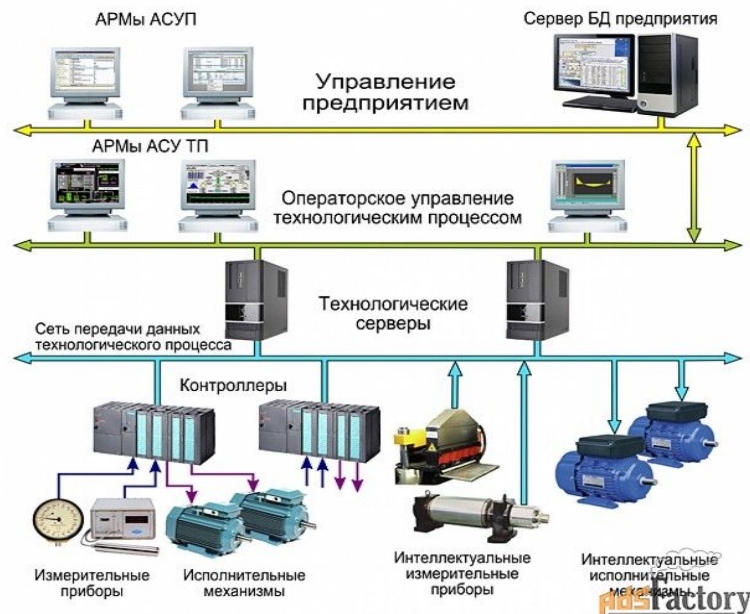 АРМы АСУП
Сервер БД предприятия
Управление
предприятием
АРМы АСУ ТП
Операторское управление
технологическим процессом
Технологические
серверы
Сеть передачи данных
технологического процесса
Контроллеры
Измерительные
приборы
Исполнительные
механизмы
Интеллектуальные
измерительные
приборы
Интеллектуальные
исполнительные
механизмы
AdsFactory